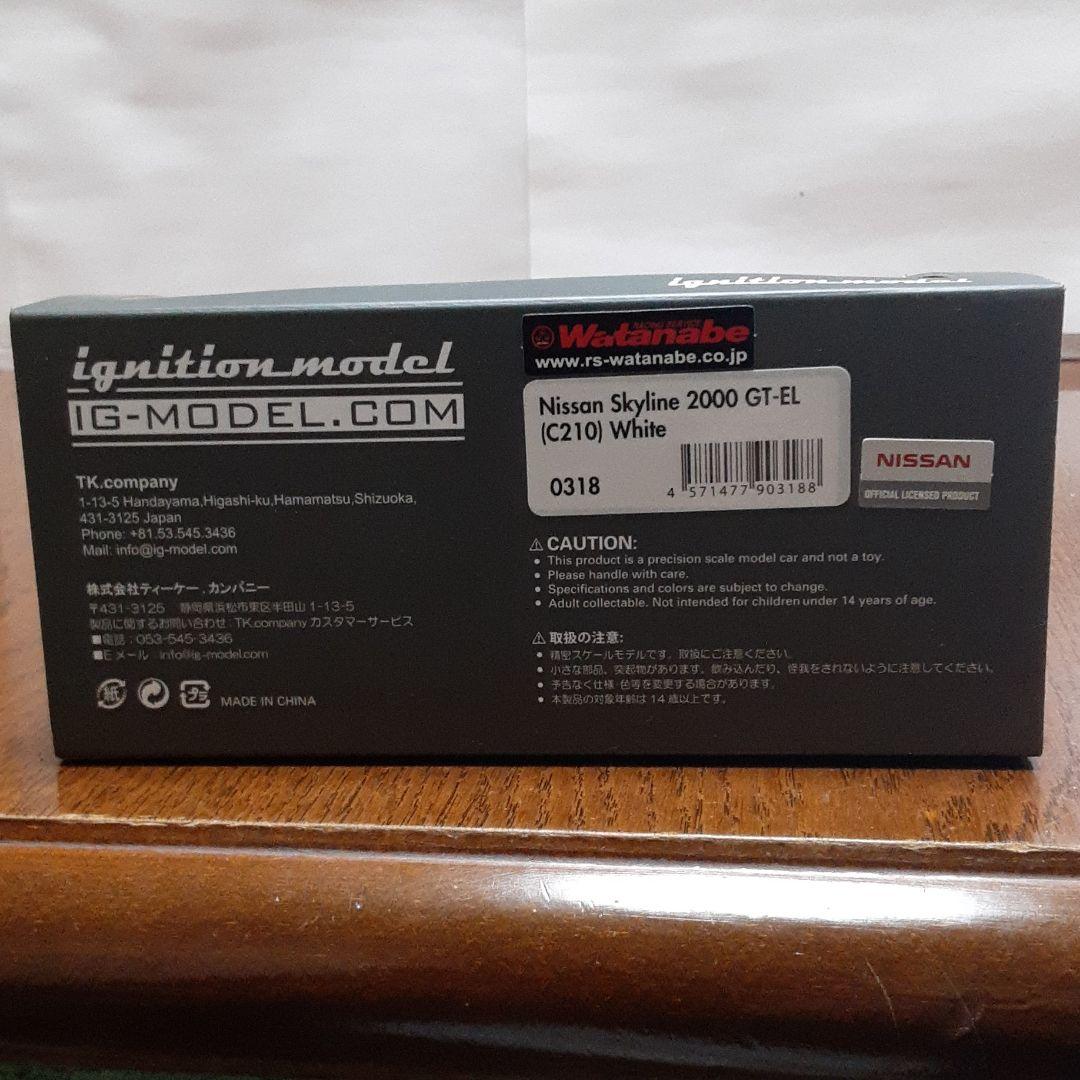 ignition model
ignition model
IG-MODEL.COM
TK.company
1-13-5 Handayama,Higashi-ku,Hamamatsu,Shizuoka,
431-3125 Japan
Phone: +81.53.545.3436
Mail: info@ig-model.com
株式会社ティーケー.カンパニー
〒431-3125 静岡県浜松市東区半田山 1-13-5
製品に関するお問い合わせ：TK.company カスタマーサービス
■電話：053-545-3436
■Eメール：info@ig-model.com
紙
プラ
MADE IN CHINA
RACING SERVICE
Watanabe
www.rs-watanabe.co.jp
Nissan Skyline 2000 GT-EL
(C210) White
0318
4 571477 903188
NISSAN
OFFICIAL LICENSED PRODUCT
⚠ CAUTION:
• This product is a precision scale model car and not a toy.
• Please handle with care.
• Specifications and colors are subject to change.
• Adult collectable. Not intended for children under 14 years of age.
⚠ 取扱の注意:
• 精密スケールモデルです。取扱にご注意ください。
• 小さな部品、突起物があります。飲み込んだり、怪我をされないように注意してください。
• 予告なく仕様・色等を変更する場合があります。
• 本製品の対象年齢は 14 歳以上です。